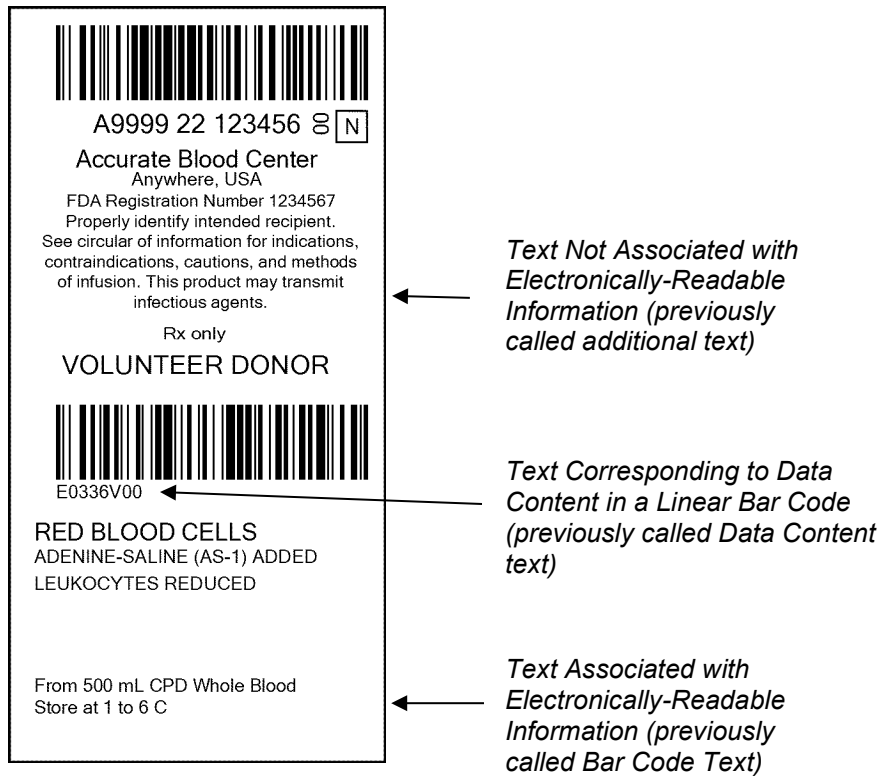 A9999 22 123456 00 N
Accurate Blood Center
Anywhere, USA
FDA Registration Number 1234567
Properly identify intended recipient.
See circular of information for indications,
contraindications, cautions, and methods
of infusion. This product may transmit
infectious agents.
Rx only
VOLUNTEER DONOR
E0336V00
RED BLOOD CELLS
ADENINE-SALINE (AS-1) ADDED
LEUKOCYTES REDUCED
From 500 mL CPD Whole Blood
Store at 1 to 6 C
Text Not Associated with
Electronically-Readable
Information (previously
called additional text)
Text Corresponding to Data
Content in a Linear Bar Code
(previously called Data Content
text)
Text Associated with
Electronically-Readable
Information (previously
called Bar Code Text)